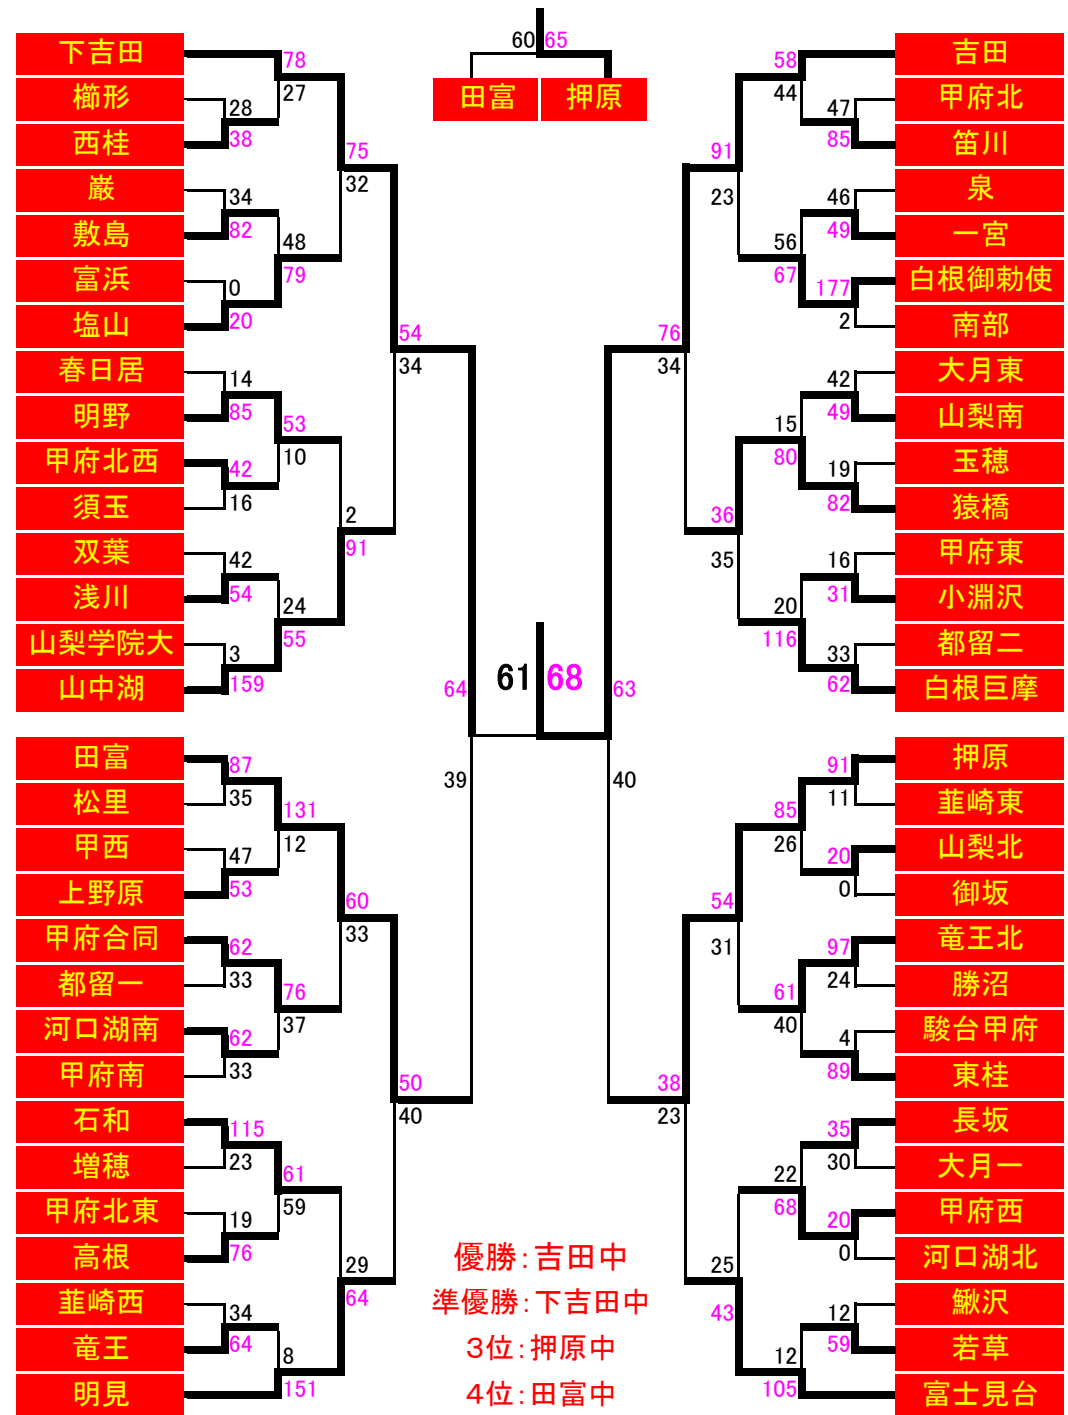 60 65
田富 押原
下吉田
櫛形
西桂
巌
敷島
富浜
塩山
春日居
明野
甲府北西
須玉
双葉
浅川
山梨学院大
山中湖
田富
松里
甲西
上野原
甲府合同
都留一
河口湖南
甲府南
石和
増穂
甲府北東
高根
韮崎西
竜王
明見
28
38
34
82
0
20
14
85
42
16
42
54
3
159
87
35
47
53
62
33
62
33
115
23
19
76
34
64
78
27
48
79
53
10
24
55
131
12
76
37
61
59
8
151
75
32
2
91
60
33
29
64
54
34
50
40
64
39
61 68
63
40
76
34
38
23
91
23
36
35
54
31
25
43
58
44
56
67
15
80
20
116
85
26
61
40
22
68
12
105
47
85
46
49
177
2
42
49
19
82
16
31
33
62
91
11
20
0
97
24
4
89
35
30
20
0
12
59
吉田
甲府北
笛川
泉
一宮
白根御勅使
南部
大月東
山梨南
玉穂
猿橋
甲府東
小淵沢
都留二
白根巨摩
押原
韮崎東
山梨北
御坂
竜王北
勝沼
駿台甲府
東桂
長坂
大月一
甲府西
河口湖北
鰍沢
若草
富士見台
優勝：吉田中
準優勝：下吉田中
３位：押原中
４位：田富中